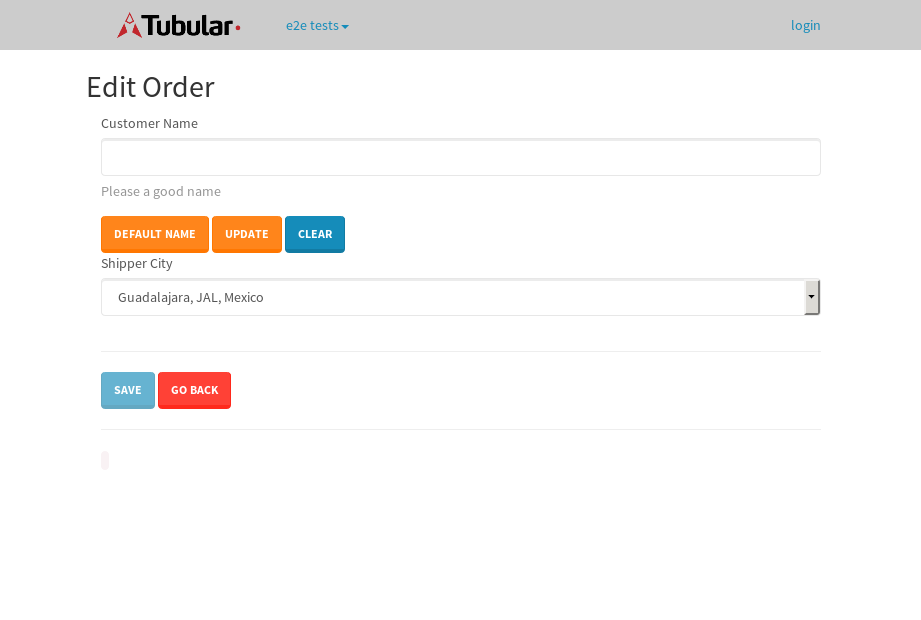 Tubular e2e tests login
Edit Order
Customer Name
Please a good name
DEFAULT NAME UPDATE CLEAR
Shipper City
Guadalajara, JAL, Mexico
SAVE GO BACK